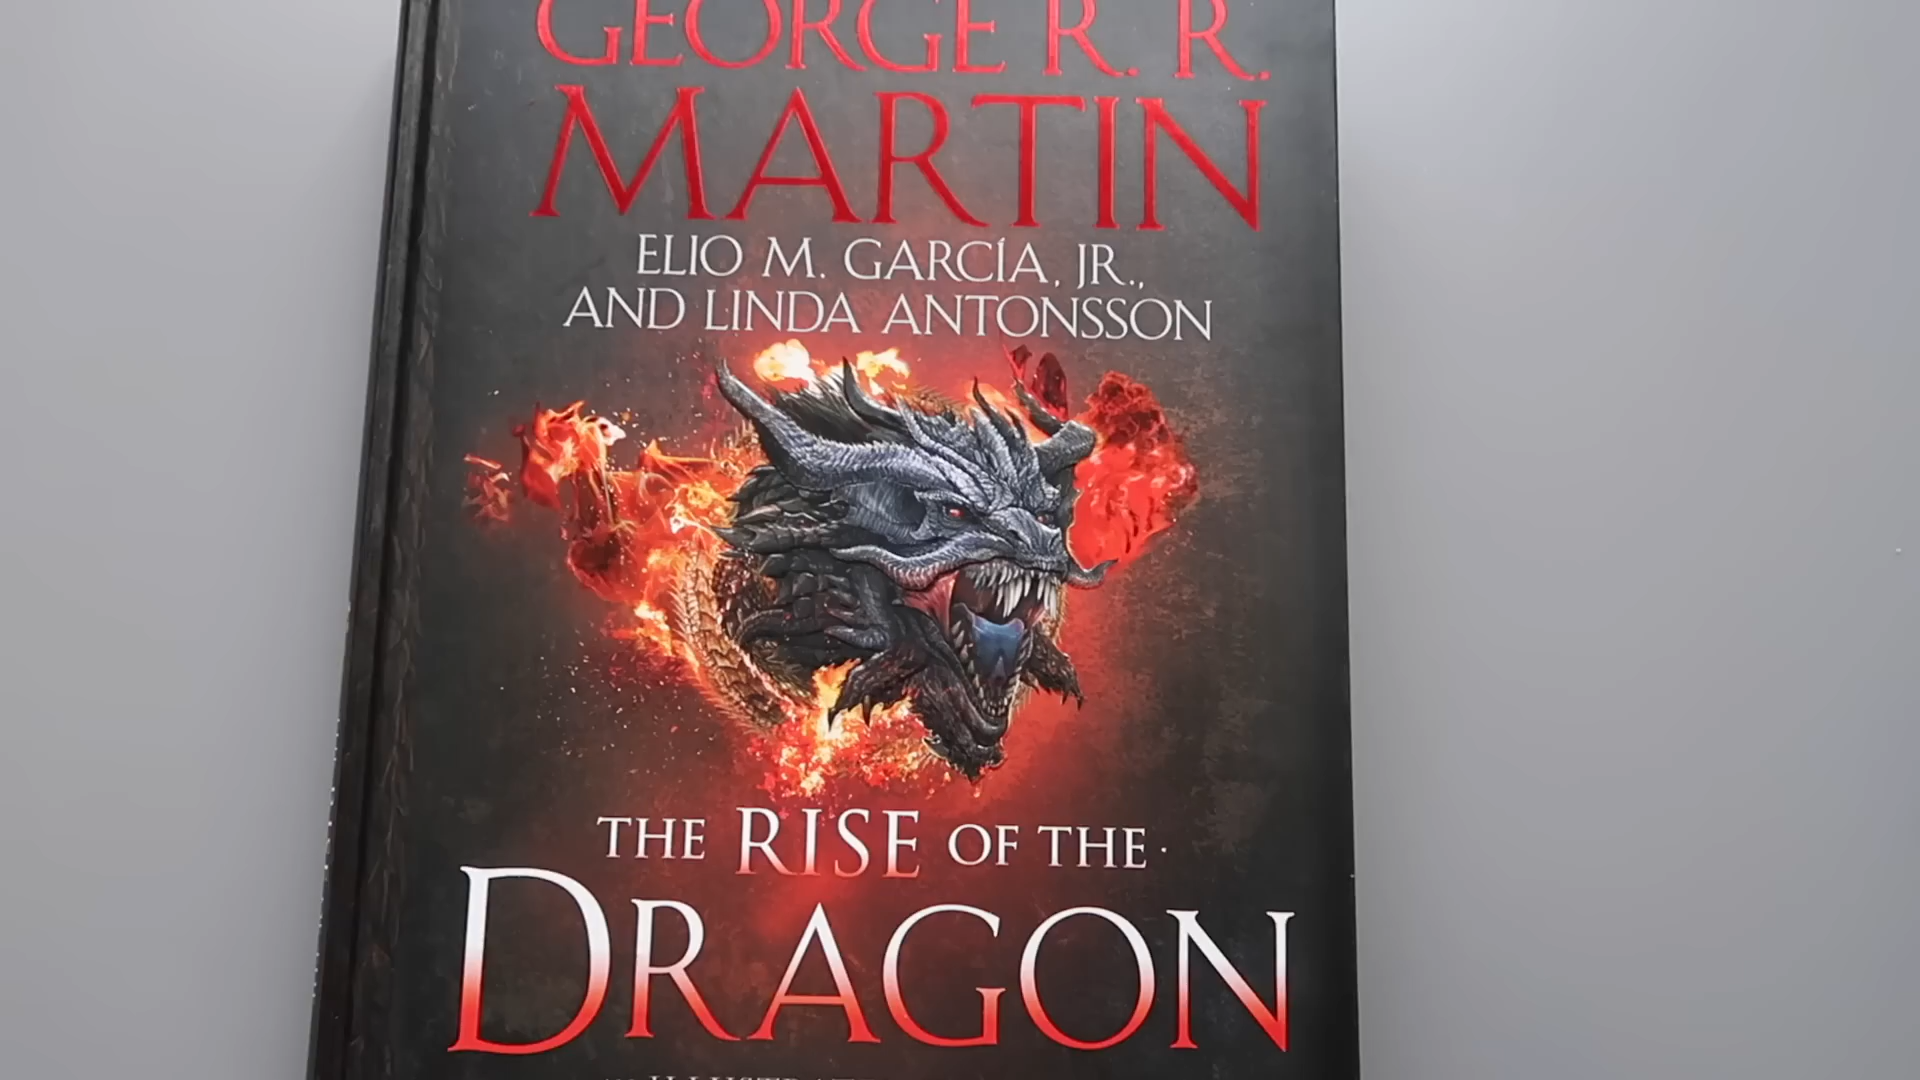 GEORGE R. R.
MARTIN
ELIO M. GARCÍA, JR.,
AND LINDA ANTONSSON
THE RISE OF THE
DRAGON